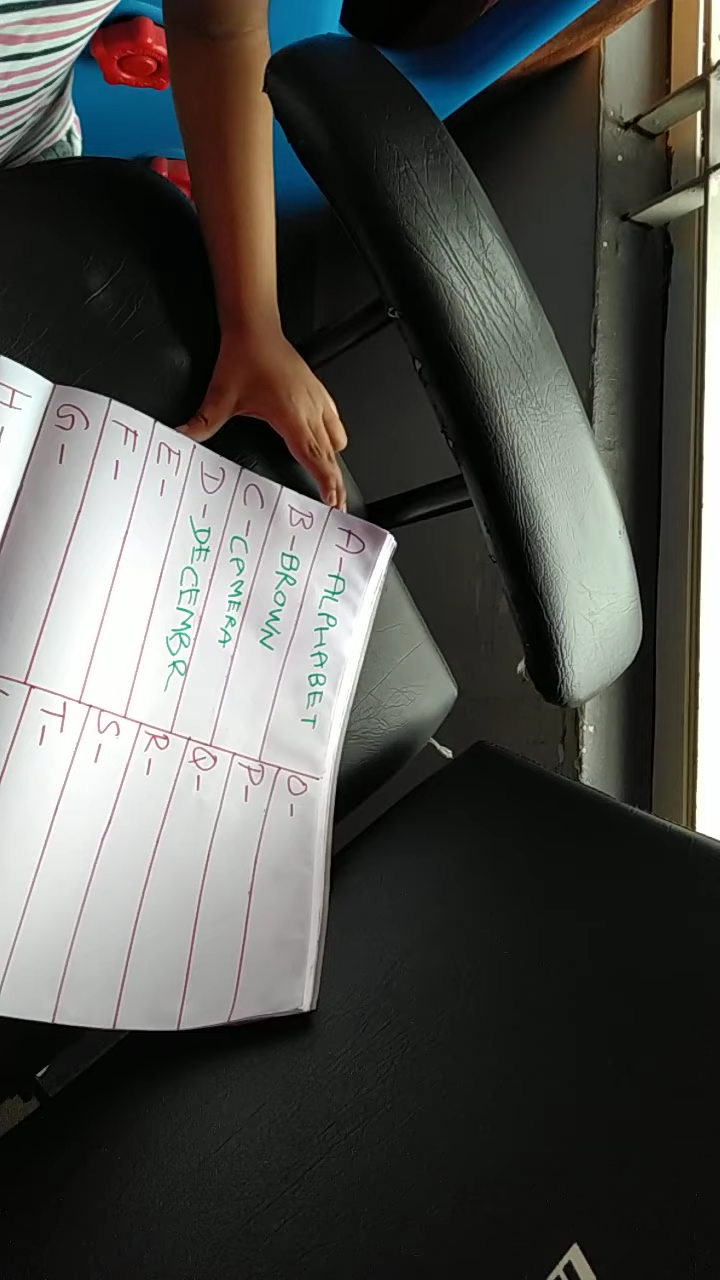 A-ALPHABET
B-BROWN
C-CAMERA
D-DECEMBR
E-
F-
G-
H-
O-
P-
Q-
R-
S-
T-